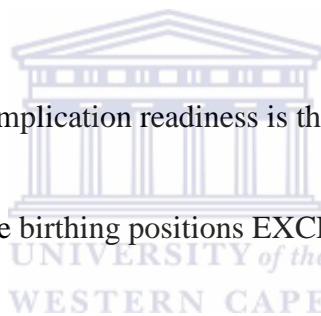 mplication readiness is th
e birthing positions EXCL
UNIVERSITY of the
WESTERN CAPE